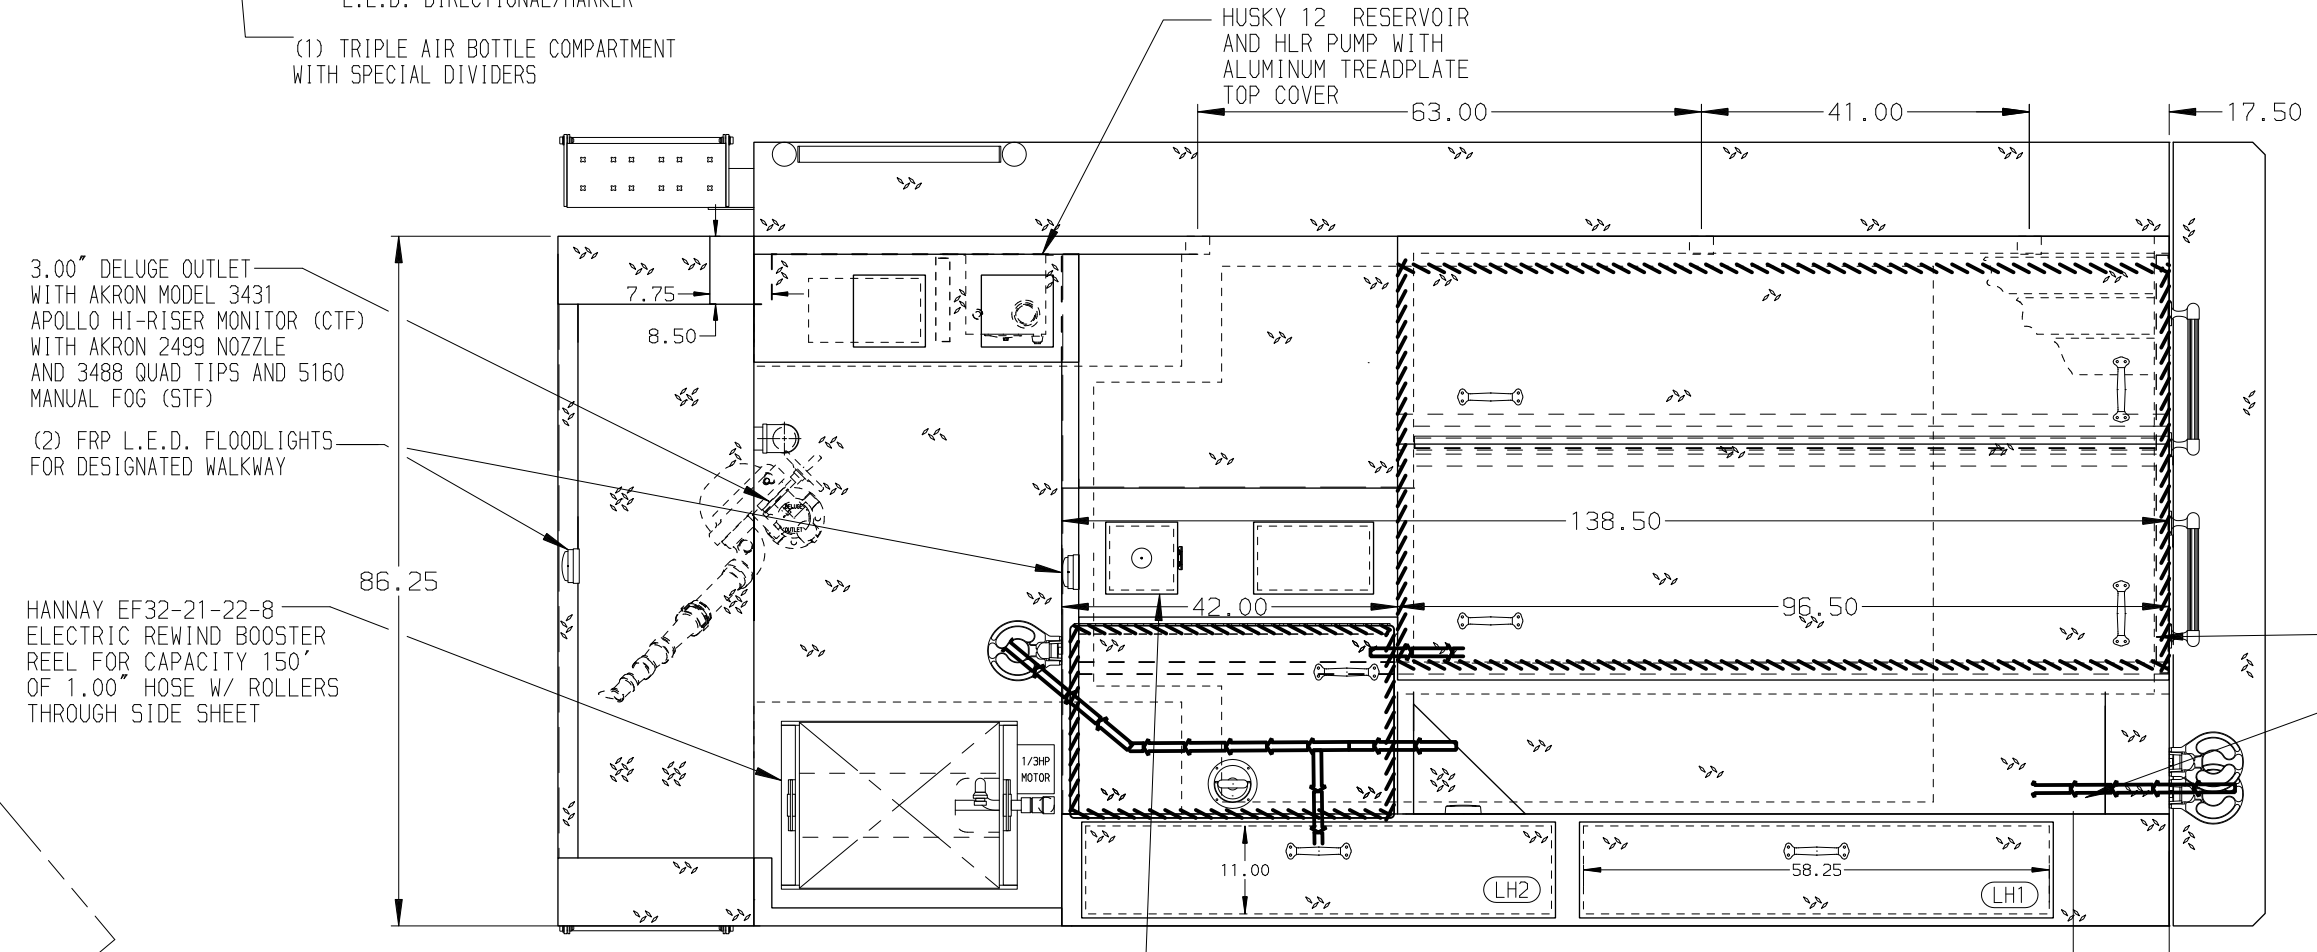 L.E.D. DIRECTIONAL/MARKER
(1) TRIPLE AIR BOTTLE COMPARTMENT
WITH SPECIAL DIVIDERS
HUSKY 12 RESERVOIR
AND HLR PUMP WITH
ALUMINUM TREADPLATE
TOP COVER
63.00
41.00
17.50
3.00" DELUGE OUTLET
WITH AKRON MODEL 3431
APOLLO HI-RISER MONITOR (CTF)
WITH AKRON 2499 NOZZLE
AND 3488 QUAD TIPS AND 5160
MANUAL FOG (STF)
7.75
8.50
(2) FRP L.E.D. FLOODLIGHTS
FOR DESIGNATED WALKWAY
DELUGE
OUTLET
138.50
86.25
42.00
96.50
HANNAY EF32-21-22-8
ELECTRIC REWIND BOOSTER
REEL FOR CAPACITY 150'
OF 1.00" HOSE W/ ROLLERS
THROUGH SIDE SHEET
1/3HP
MOTOR
11.00
58.25
LH2
LH1